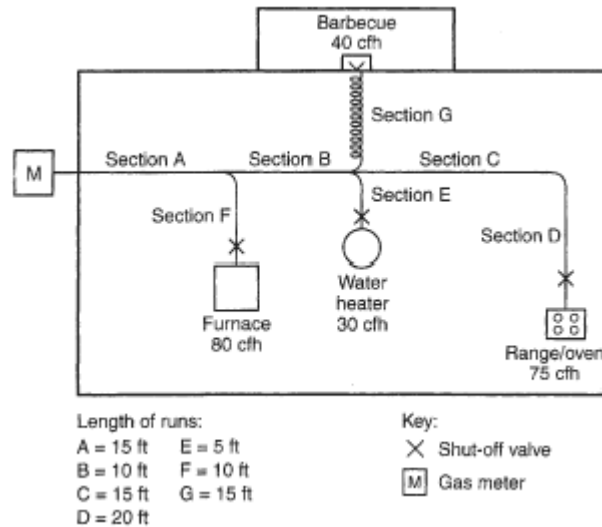 Barbecue
40 cfh
Section G
Section A
Section B
Section C
M
Section E
Section F
Section D
Water
heater
30 cfh
Furnace
80 cfh
Range/oven
75 cfh
Length of runs:
A = 15 ft E = 5 ft
B = 10 ft F = 10 ft
C = 15 ft G = 15 ft
D = 20 ft
Key:
Shut-off valve
M Gas meter